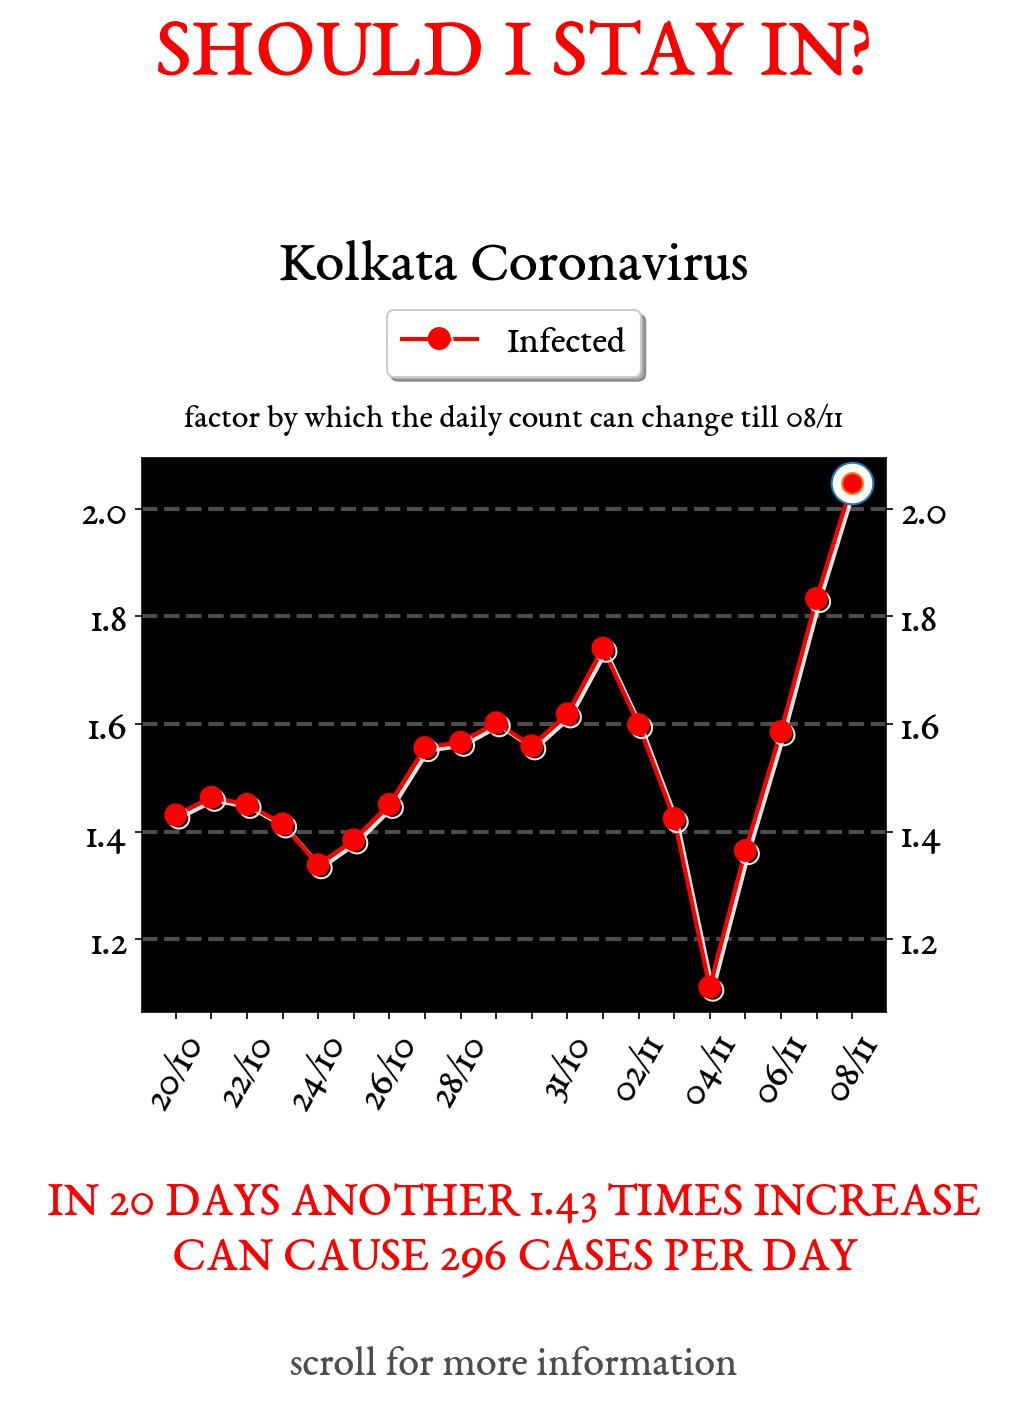 SHOULD I STAY IN?
Kolkata Coronavirus
Infected
factor by which the daily count can change till 08/11
2.0 2.0
1.8 1.8
1.6 1.6
1.4 1.4
1.2 1.2
20/10 22/10 24/10 26/10 28/10 31/10 02/11 04/11 06/11 08/11
IN 20 DAYS ANOTHER 1.43 TIMES INCREASE
CAN CAUSE 296 CASES PER DAY
scroll for more information